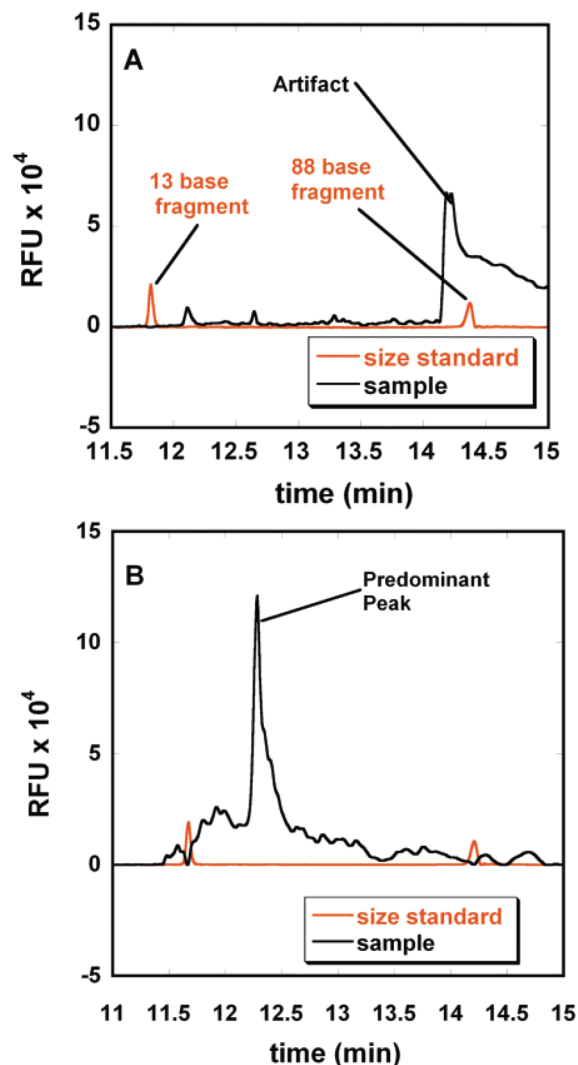 15
A
Artifact
10
13 base
fragment
88 base
fragment
RFU x 10⁴
5
0
size standard
sample
-5
11.5 12 12.5 13 13.5 14 14.5 15
time (min)
15
B
Predominant
Peak
10
RFU x 10⁴
5
0
size standard
sample
-5
11 11.5 12 12.5 13 13.5 14 14.5 15
time (min)